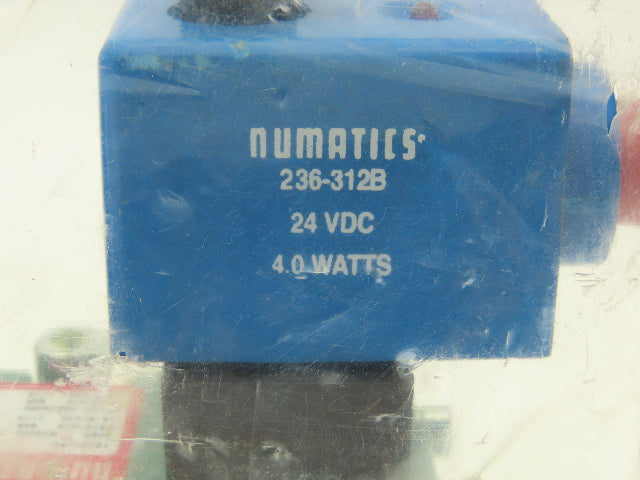 numatics
236-312B
24 VDC
4.0 WATTS